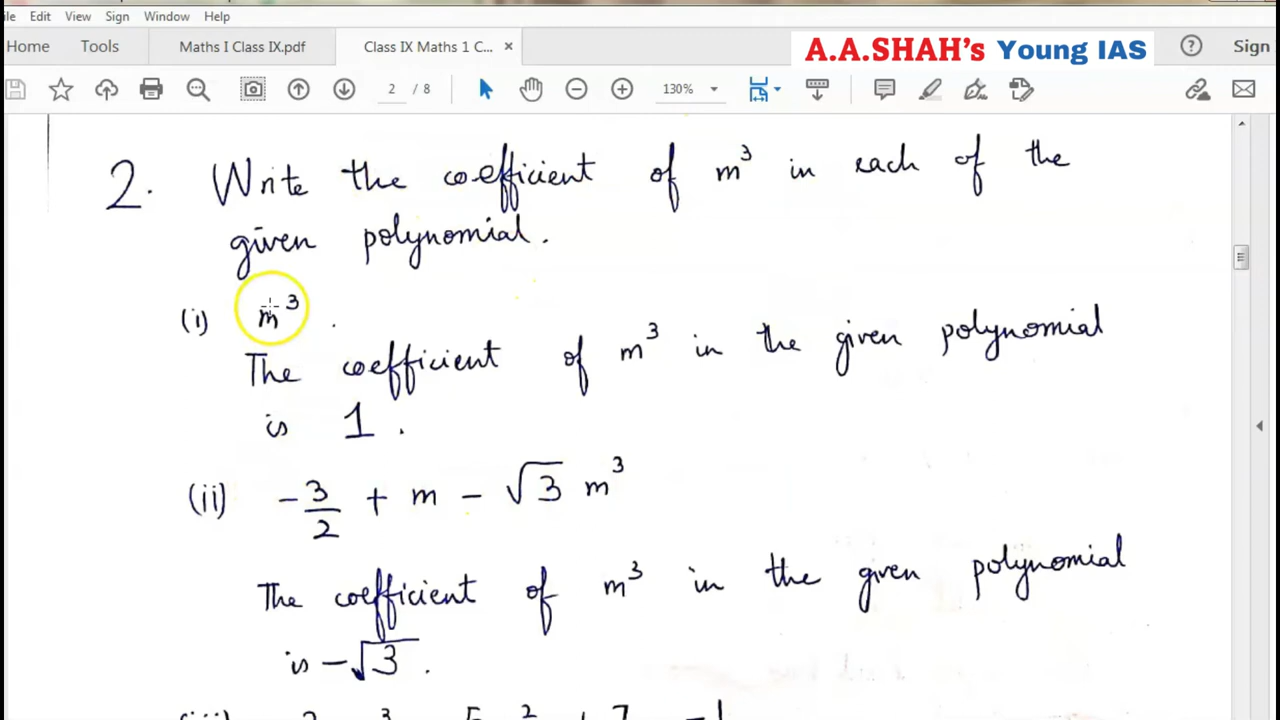 ile Edit View Sign Window Help
Home Tools Maths I Class IX.pdf Class IX Maths 1 C... × A.A.SHAH's Young IAS ? Sign
2 / 8 130%
2. Write the coefficient of m³ in each of the
given polynomial.
(i) m³.
The coefficient of m³ in the given polynomial
is 1.
(ii) -3/2 + m - √3 m³
The coefficient of m³ in the given polynomial
is -√3.